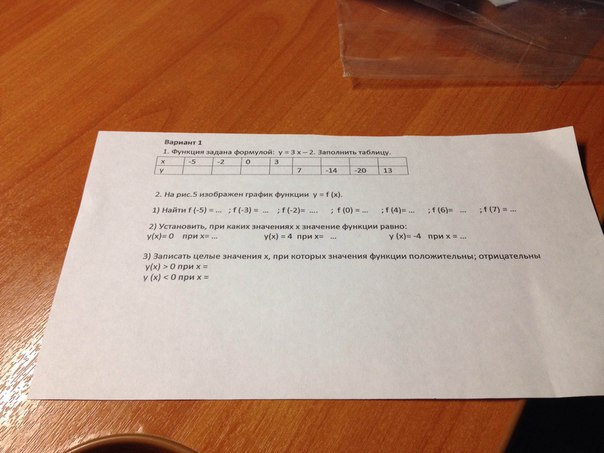 Вариант 1
1. Функция задана формулой: y = 3 x – 2. Заполнить таблицу.
x -5 -2 0 3
y 7 -14 -20 13
2. На рис.5 изображен график функции y = f (x).
1) Найти f (-5) = ... ; f (-3) = ... ; f (-2)= .... ; f (0) = ... ; f (4)= ... ; f (6)= ... ; f (7) = ...
2) Установить, при каких значениях x значение функции равно:
y(x)= 0 при x= ... y(x) = 4 при x= ... y (x)= -4 при x = ...
3) Записать целые значения x, при которых значения функции положительны; отрицательны
y(x) > 0 при x =
y (x) < 0 при x =